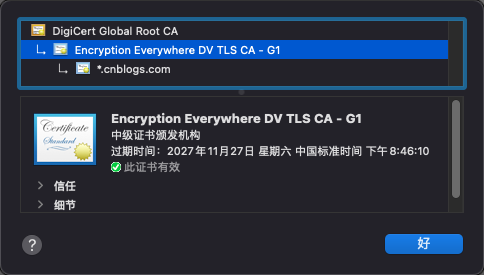 DigiCert Global Root CA
Encryption Everywhere DV TLS CA - G1
*.cnblogs.com
Certificate
Standard
Encryption Everywhere DV TLS CA - G1
中级证书颁发机构
过期时间：2027年11月27日 星期六 中国标准时间 下午8:46:10
此证书有效
信任
细节
?
好